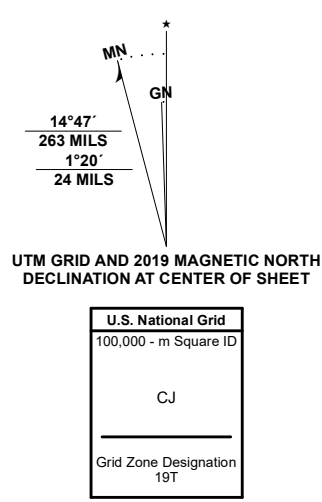 MN
GN
14°47´
263 MILS
1°20´
24 MILS
UTM GRID AND 2019 MAGNETIC NORTH
DECLINATION AT CENTER OF SHEET
U.S. National Grid
100,000 - m Square ID
CJ
Grid Zone Designation
19T